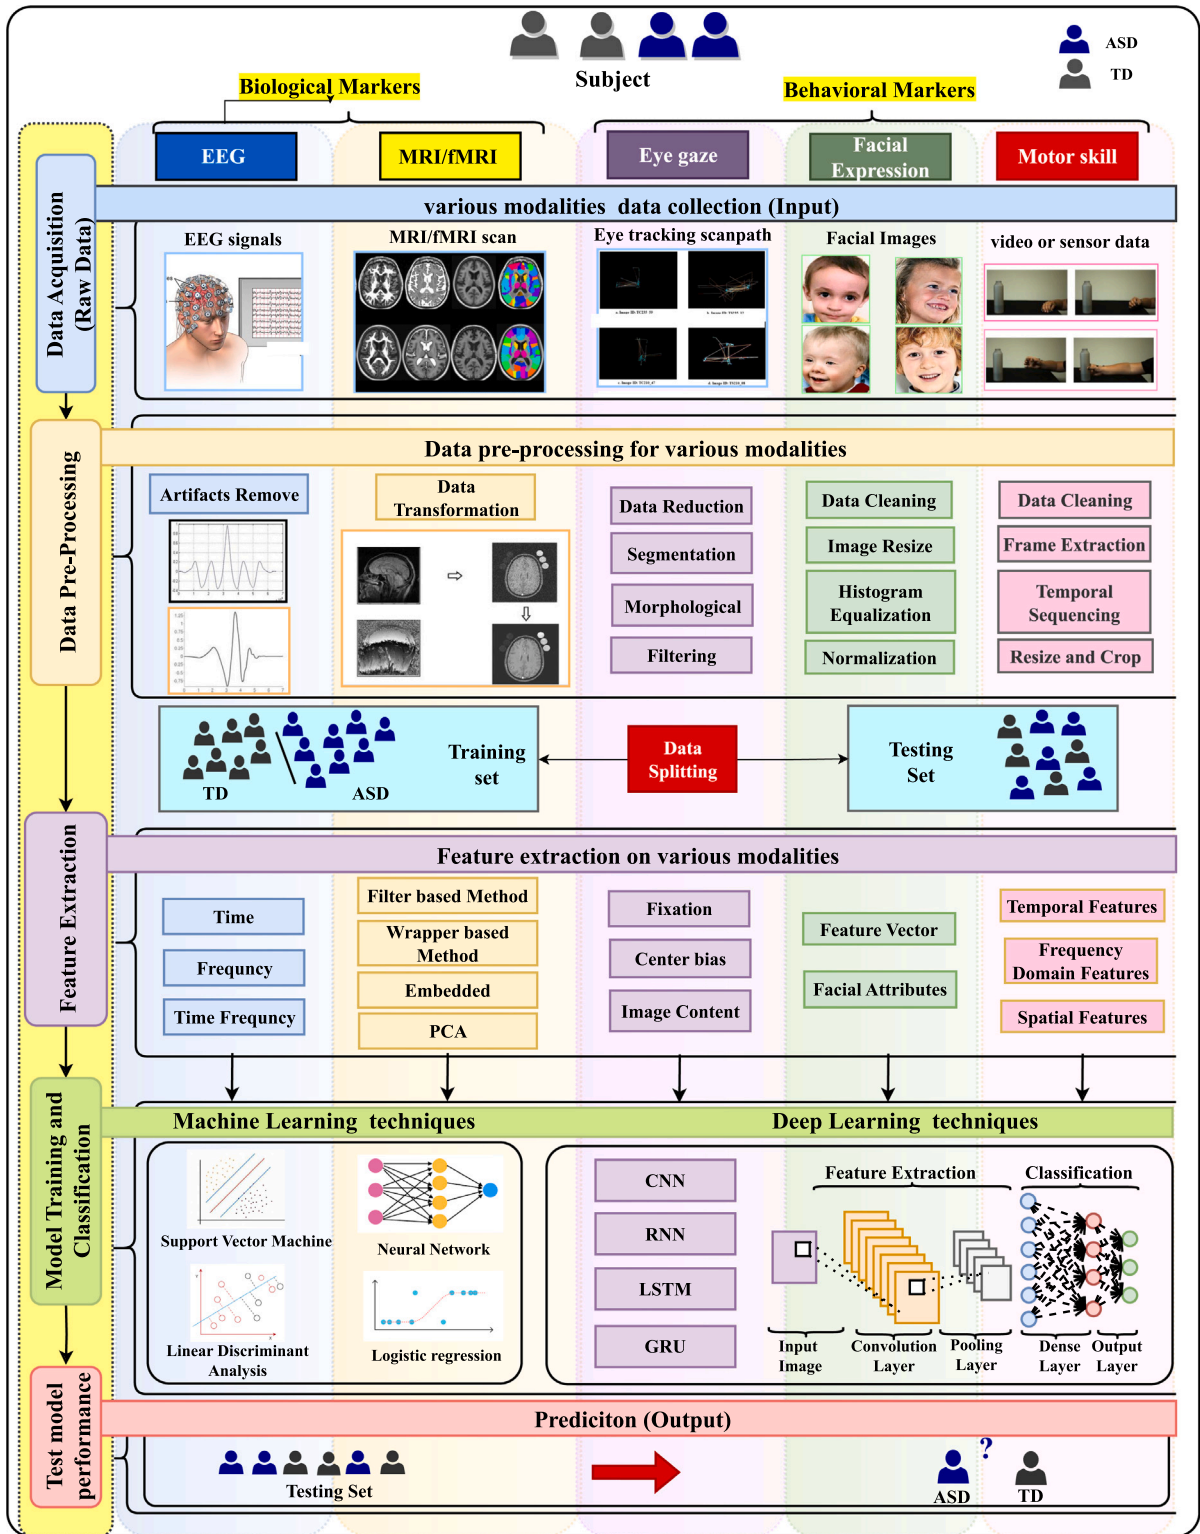 Subject
ASD
TD
Biological Markers
Behavioral Markers
EEG
MRI/fMRI
Eye gaze
Facial
Expression
Motor skill
Data Acquisition
(Raw Data)
various modalities data collection (Input)
EEG signals
MRI/fMRI scan
Eye tracking scanpath
Facial Images
video or sensor data
Data Pre-Processing
Data pre-processing for various modalities
Artifacts Remove
Data
Transformation
Data Reduction
Segmentation
Morphological
Filtering
Data Cleaning
Image Resize
Histogram
Equalization
Normalization
Data Cleaning
Frame Extraction
Temporal
Sequencing
Resize and Crop
TD
ASD
Training
set
Data
Splitting
Testing
Set
Feature Extraction
Feature extraction on various modalities
Time
Frequncy
Time Frequncy
Filter based Method
Wrapper based
Method
Embedded
PCA
Fixation
Center bias
Image Content
Feature Vector
Facial Attributes
Temporal Features
Frequency
Domain Features
Spatial Features
Model Training and
Classification
Machine Learning techniques
Deep Learning techniques
Support Vector Machine
Neural Network
Linear Discriminant
Analysis
Logistic regression
CNN
RNN
LSTM
GRU
Feature Extraction
Classification
Input
Image
Convolution
Layer
Pooling
Layer
Dense
Layer
Output
Layer
Test model
performance
Prediciton (Output)
Testing Set
?
ASD
TD